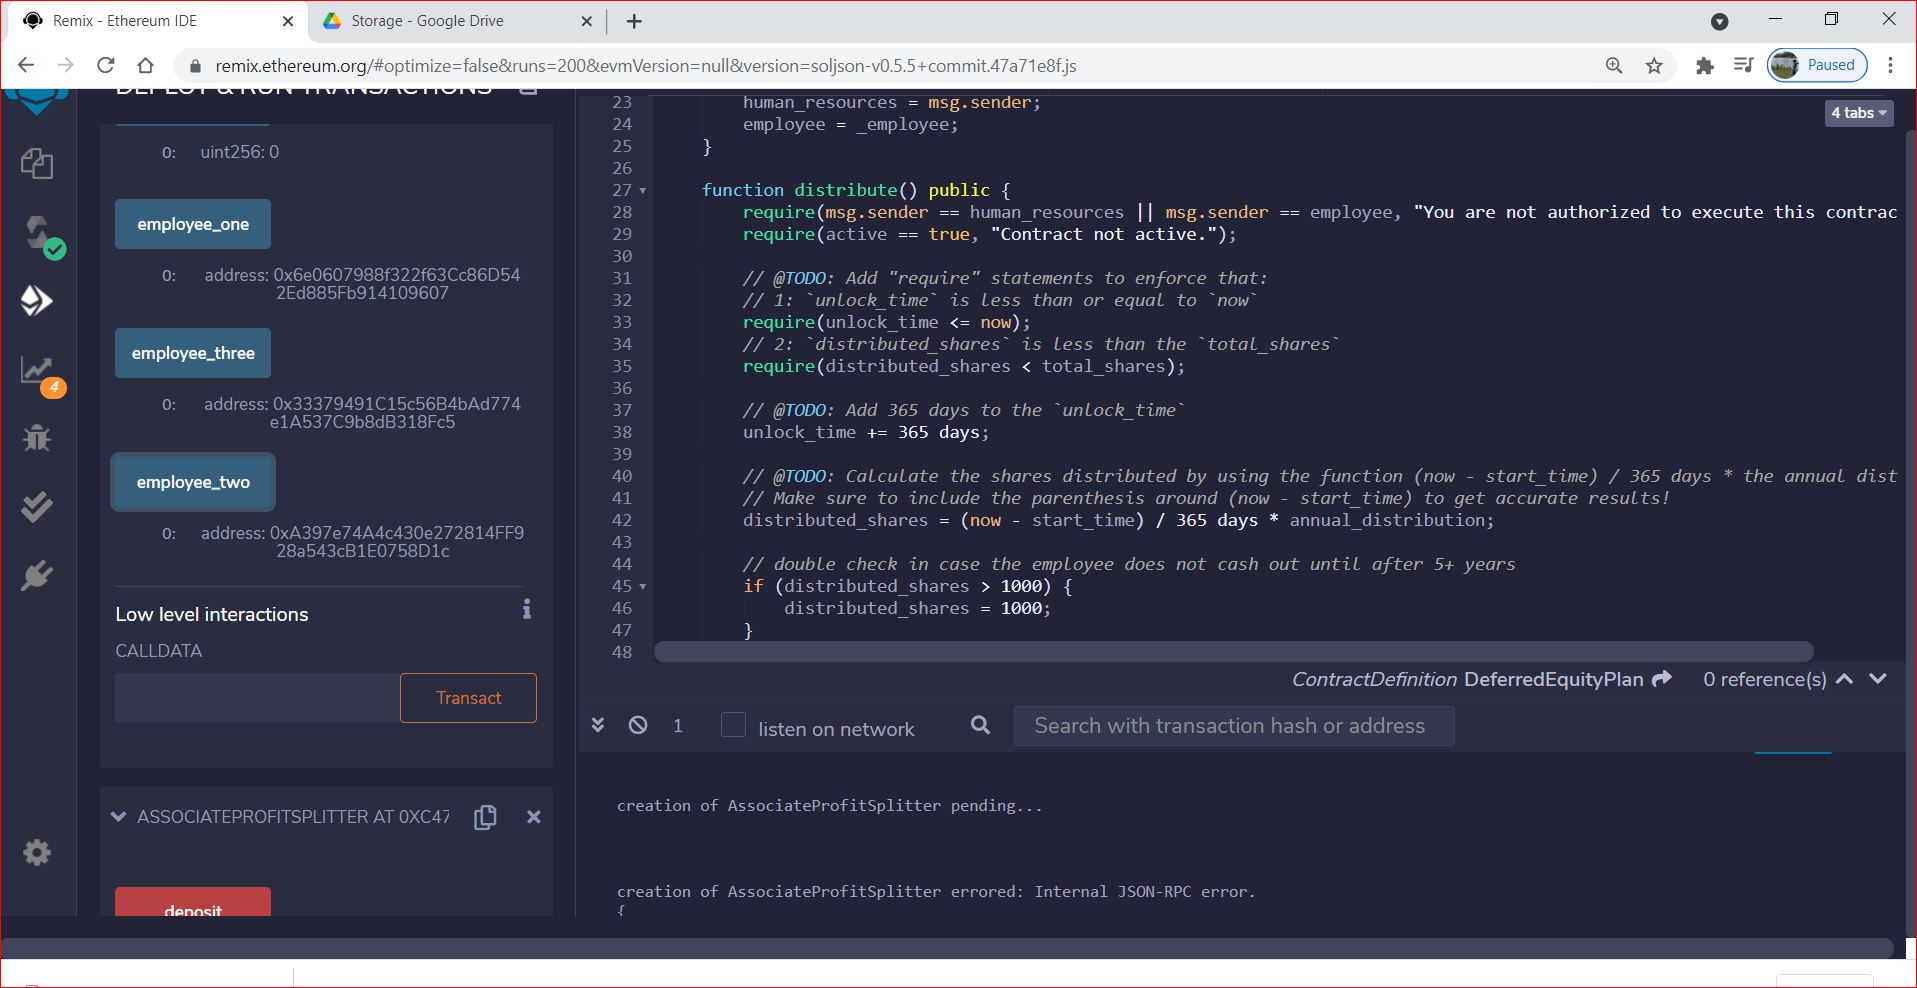 Remix - Ethereum IDE
Storage - Google Drive
remix.ethereum.org/#optimize=false&runs=200&evmVersion=null&version=soljson-v0.5.5+commit.47a71e8f.js
Paused
DEPLOY & RUN TRANSACTIONS
0: uint256: 0
employee_one
0: address: 0x6e0607988f322f63Cc86D54
2Ed885Fb914109607
employee_three
0: address: 0x33379491C15c56B4bAd774
e1A537C9b8dB318Fc5
employee_two
0: address: 0xA397e74A4c430e272814FF9
28a543cB1E0758D1c
Low level interactions
CALLDATA
Transact
ASSOCIATEPROFITSPLITTER AT 0XC47
deposit
4
4 tabs
23 human_resources = msg.sender;
24 employee = _employee;
25 }
26
27 function distribute() public {
28 require(msg.sender == human_resources || msg.sender == employee, "You are not authorized to execute this contrac
29 require(active == true, "Contract not active.");
30
31 // @TODO: Add "require" statements to enforce that:
32 // 1: `unlock_time` is less than or equal to `now`
33 require(unlock_time <= now);
34 // 2: `distributed_shares` is less than the `total_shares`
35 require(distributed_shares < total_shares);
36
37 // @TODO: Add 365 days to the `unlock_time`
38 unlock_time += 365 days;
39
40 // @TODO: Calculate the shares distributed by using the function (now - start_time) / 365 days * the annual dist
41 // Make sure to include the parenthesis around (now - start_time) to get accurate results!
42 distributed_shares = (now - start_time) / 365 days * annual_distribution;
43
44 // double check in case the employee does not cash out until after 5+ years
45 if (distributed_shares > 1000) {
46 distributed_shares = 1000;
47 }
48
ContractDefinition DeferredEquityPlan 0 reference(s)
1 listen on network Search with transaction hash or address
creation of AssociateProfitSplitter pending...
creation of AssociateProfitSplitter errored: Internal JSON-RPC error.
{